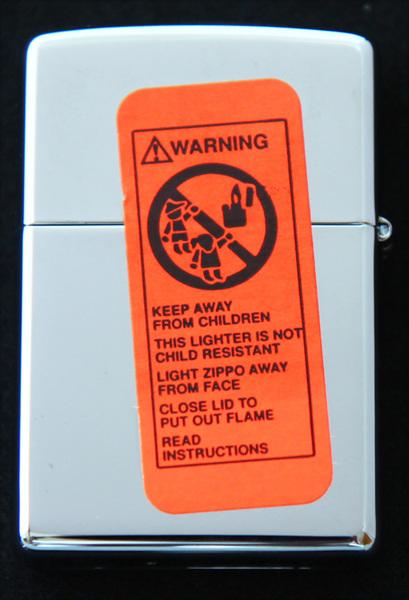 WARNING
KEEP AWAY
FROM CHILDREN
THIS LIGHTER IS NOT
CHILD RESISTANT
LIGHT ZIPPO AWAY
FROM FACE
CLOSE LID TO
PUT OUT FLAME
READ
INSTRUCTIONS